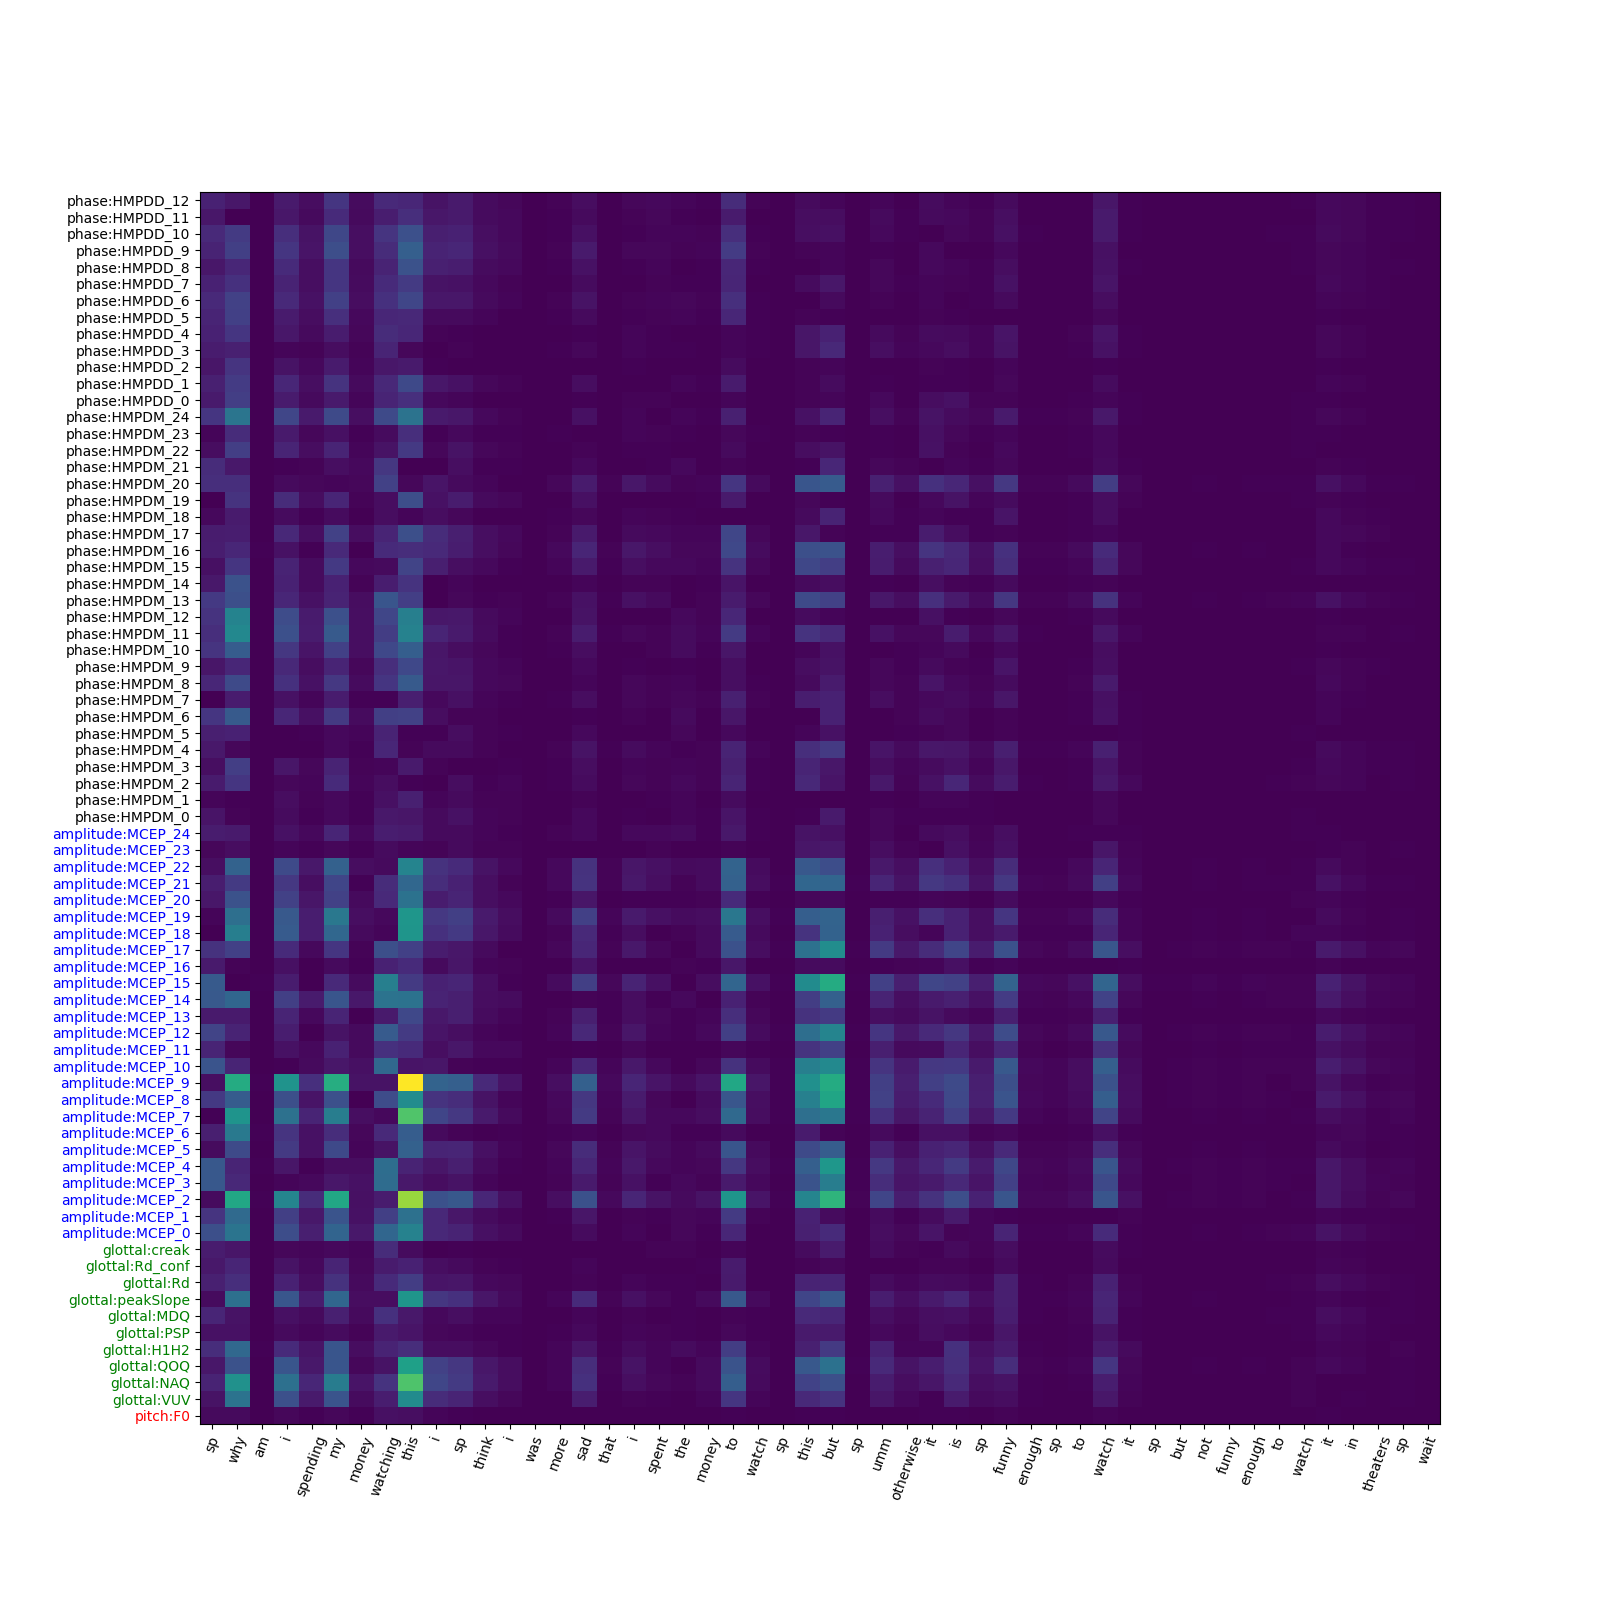 phase:HMPDD_12
phase:HMPDD_11
phase:HMPDD_10
phase:HMPDD_9
phase:HMPDD_8
phase:HMPDD_7
phase:HMPDD_6
phase:HMPDD_5
phase:HMPDD_4
phase:HMPDD_3
phase:HMPDD_2
phase:HMPDD_1
phase:HMPDD_0
phase:HMPDM_24
phase:HMPDM_23
phase:HMPDM_22
phase:HMPDM_21
phase:HMPDM_20
phase:HMPDM_19
phase:HMPDM_18
phase:HMPDM_17
phase:HMPDM_16
phase:HMPDM_15
phase:HMPDM_14
phase:HMPDM_13
phase:HMPDM_12
phase:HMPDM_11
phase:HMPDM_10
phase:HMPDM_9
phase:HMPDM_8
phase:HMPDM_7
phase:HMPDM_6
phase:HMPDM_5
phase:HMPDM_4
phase:HMPDM_3
phase:HMPDM_2
phase:HMPDM_1
phase:HMPDM_0
amplitude:MCEP_24
amplitude:MCEP_23
amplitude:MCEP_22
amplitude:MCEP_21
amplitude:MCEP_20
amplitude:MCEP_19
amplitude:MCEP_18
amplitude:MCEP_17
amplitude:MCEP_16
amplitude:MCEP_15
amplitude:MCEP_14
amplitude:MCEP_13
amplitude:MCEP_12
amplitude:MCEP_11
amplitude:MCEP_10
amplitude:MCEP_9
amplitude:MCEP_8
amplitude:MCEP_7
amplitude:MCEP_6
amplitude:MCEP_5
amplitude:MCEP_4
amplitude:MCEP_3
amplitude:MCEP_2
amplitude:MCEP_1
amplitude:MCEP_0
glottal:creak
glottal:Rd_conf
glottal:Rd
glottal:peakSlope
glottal:MDQ
glottal:PSP
glottal:H1H2
glottal:QOQ
glottal:NAQ
glottal:VUV
pitch:F0
sp
why
am
i
spending
my
money
watching
this
i
sp
think
i
was
more
sad
that
i
spent
the
money
to
watch
sp
this
but
sp
umm
otherwise
it
is
sp
funny
enough
sp
to
watch
it
sp
but
not
funny
enough
to
watch
it
in
theaters
sp
wait